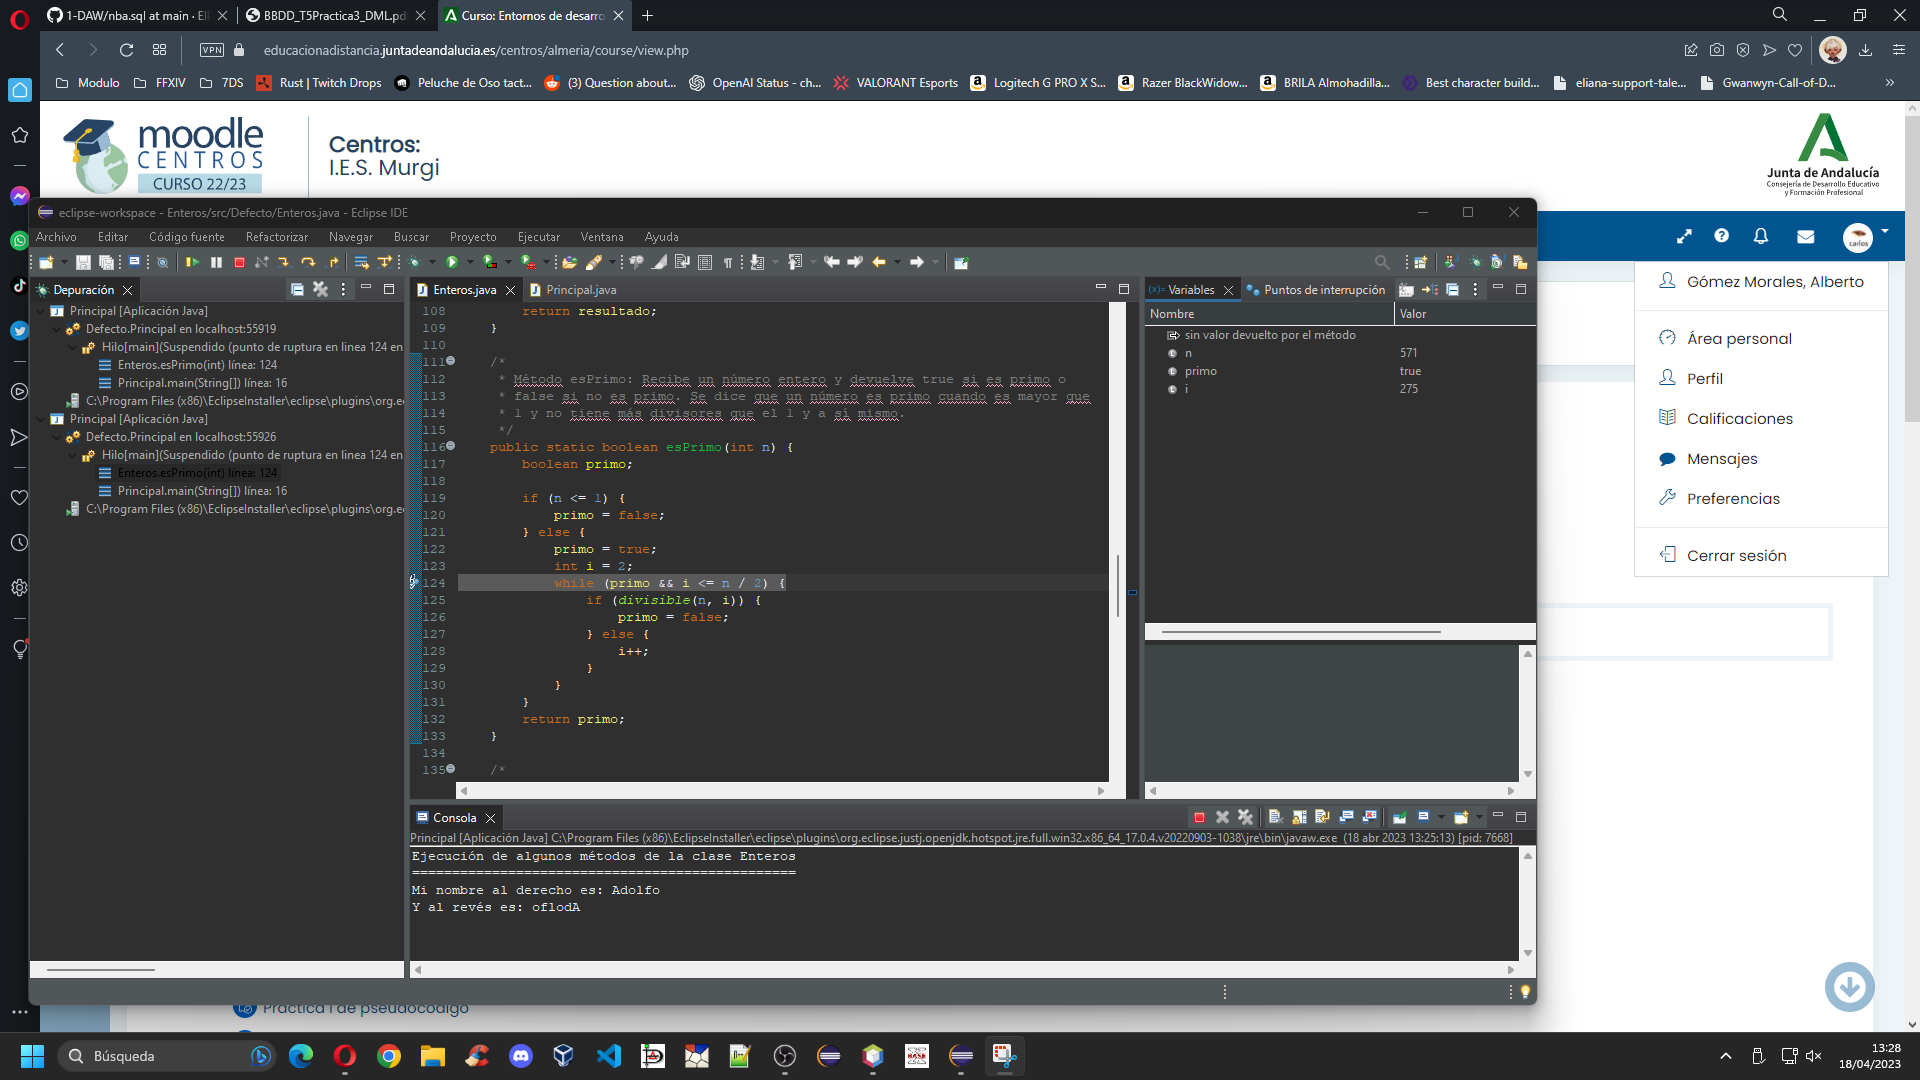 1-DAW/nba.sql at main · El
BBDD_T5Practica3_DML.pd
Curso: Entornos de desarro
VPN
educacionadistancia.juntadeandalucia.es/centros/almeria/course/view.php
Modulo
FFXIV
7DS
Rust | Twitch Drops
Peluche de Oso tact...
(3) Question about...
OpenAI Status - ch...
VALORANT Esports
Logitech G PRO X S...
Razer BlackWidow...
BRILA Almohadilla...
Best character build...
eliana-support-tale...
Gwanwyn-Call-of-D...
moodle
CENTROS
CURSO 22/23
Centros:
I.E.S. Murgi
Junta de Andalucía
Consejería de Desarrollo Educativo
y Formación Profesional
eclipse-workspace - Enteros/src/Defecto/Enteros.java - Eclipse IDE
Archivo Editar Código fuente Refactorizar Navegar Buscar Proyecto Ejecutar Ventana Ayuda
carlos
Gómez Morales, Alberto
Área personal
Perfil
Calificaciones
Mensajes
Preferencias
Cerrar sesión
Depuración
Principal [Aplicación Java]
Defecto.Principal en localhost:55919
Hilo[main](Suspendido (punto de ruptura en linea 124 en
Enteros.esPrimo(int) línea: 124
Principal.main(String[]) línea: 16
C:\Program Files (x86)\EclipseInstaller\eclipse\plugins\org.e
Principal [Aplicación Java]
Defecto.Principal en localhost:55926
Hilo[main](Suspendido (punto de ruptura en linea 124 en
Enteros.esPrimo(int) línea: 124
Principal.main(String[]) línea: 16
C:\Program Files (x86)\EclipseInstaller\eclipse\plugins\org.e
Enteros.java
Principal.java
108 return resultado;
109 }
110
111 /*
112 * Método esPrimo: Recibe un número entero y devuelve true si es primo o
113 * false si no es primo. Se dice que un número es primo cuando es mayor que
114 * 1 y no tiene más divisores que el 1 y a sí mismo.
115 */
116 public static boolean esPrimo(int n) {
117 boolean primo;
118
119 if (n <= 1) {
120 primo = false;
121 } else {
122 primo = true;
123 int i = 2;
124 while (primo && i <= n / 2) {
125 if (divisible(n, i)) {
126 primo = false;
127 } else {
128 i++;
129 }
130 }
131 }
132 return primo;
133 }
134
135 /*
(x)= Variables
Puntos de interrupción
Nombre Valor
sin valor devuelto por el método
n 571
primo true
i 275
Consola
Principal [Aplicación Java] C:\Program Files (x86)\EclipseInstaller\eclipse\plugins\org.eclipse.justj.openjdk.hotspot.jre.full.win32.x86_64_17.0.4.v20220903-1038\jre\bin\javaw.exe (18 abr 2023 13:25:13) [pid: 7668]
Ejecución de algunos métodos de la clase Enteros
================================================
Mi nombre al derecho es: Adolfo
Y al revés es: oflodA
Práctica 1 de pseudocódigo
Búsqueda
13:28
18/04/2023